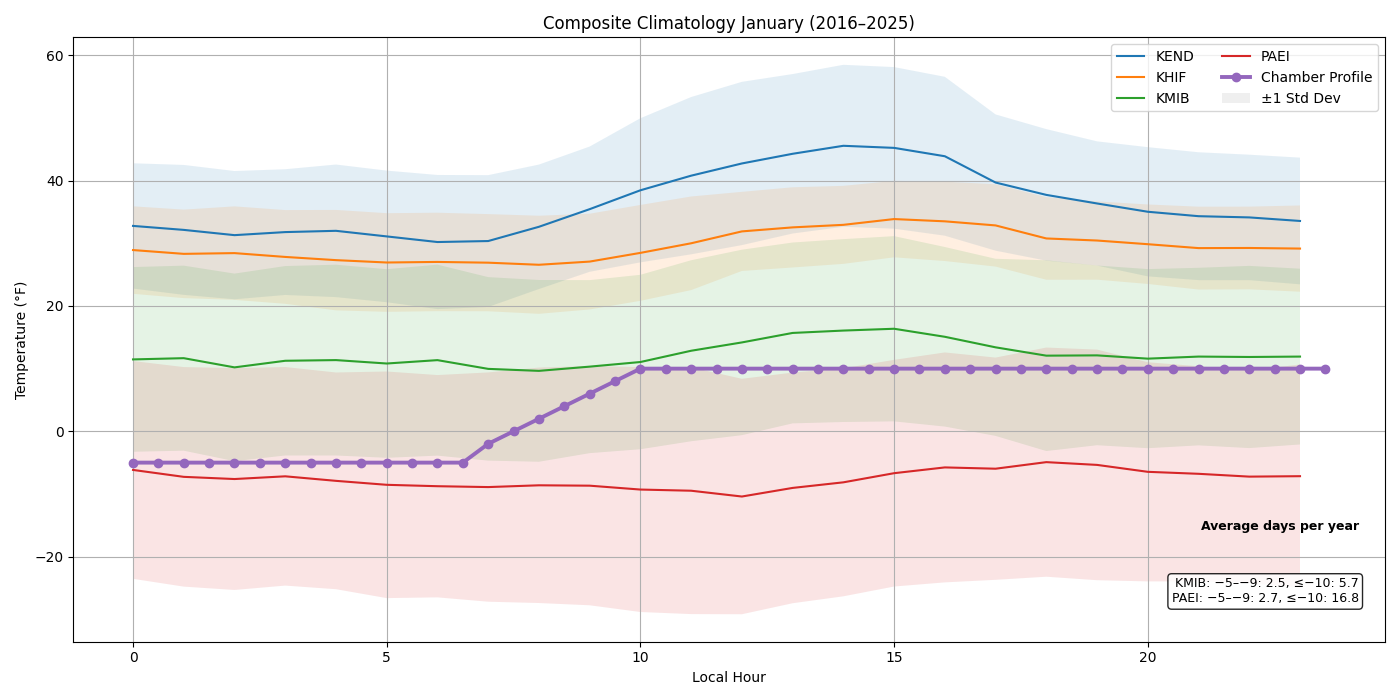 Composite Climatology January (2016–2025)
60
40
20
0
−20
Temperature (°F)
KEND
KHIF
KMIB
PAEI
Chamber Profile
±1 Std Dev
Average days per year
KMIB: −5–−9: 2.5, ≤−10: 5.7
PAEI: −5–−9: 2.7, ≤−10: 16.8
0
5
10
15
20
Local Hour